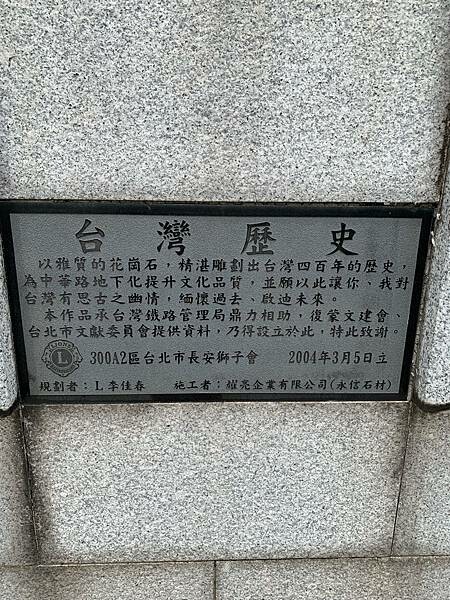 台灣歷史
以雅質的花崗石，精湛雕劃出台灣四百年的歷史，
為中華路地下化提升文化品質，並願以此讓你、我對
台灣有思古之幽情，緬懷過去、啟迪未來。
本作品承台灣鐵路管理局鼎力相助，復蒙文建會、
台北市文獻委員會提供資料，乃得設立於此，特此致謝。
300A2區台北市長安獅子會 2004年3月5日立
規劃者：L 李佳春 施工者：耀亮企業有限公司(永信石材)
LIONS
L